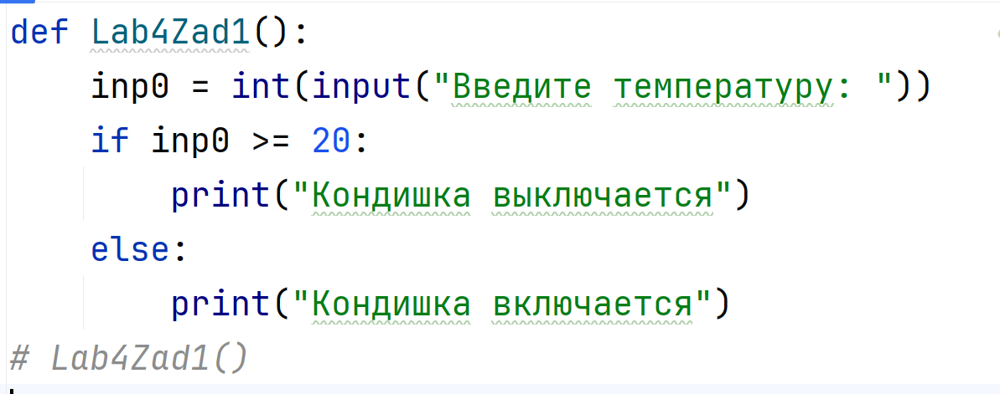 def Lab4Zad1():
    inp0 = int(input("Введите температуру: "))
    if inp0 >= 20:
        print("Кондишка выключается")
    else:
        print("Кондишка включается")
# Lab4Zad1()